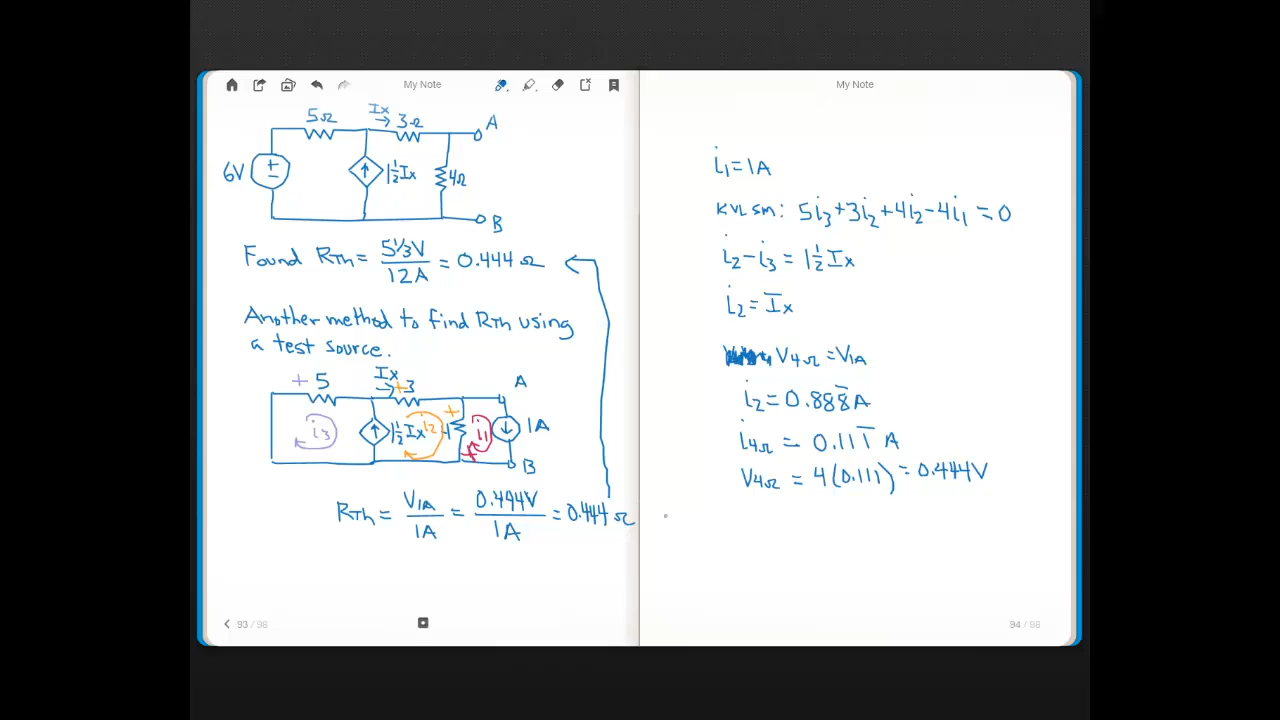 My Note
5Ω
Ix
3Ω
A
6V
1½Ix
4Ω
B
Found RTh = 5⅓V / 12A = 0.444 Ω
Another method to find RTh using
a test source.
+ 5
Ix
+ 3
A
i3
1½Ix
i2
+
4
i1
+
1A
B
RTh = V1A / 1A = 0.444V / 1A = 0.444 Ω
93 / 98
My Note
i1 = 1A
KVL SM: 5i3 + 3i2 + 4i2 - 4i1 = 0
i2 - i3 = 1½Ix
i2 = Ix
V4Ω = V1A
i2 = 0.888̅A
i4Ω = 0.111̅ A
V4Ω = 4(0.111) = 0.444V
94 / 98